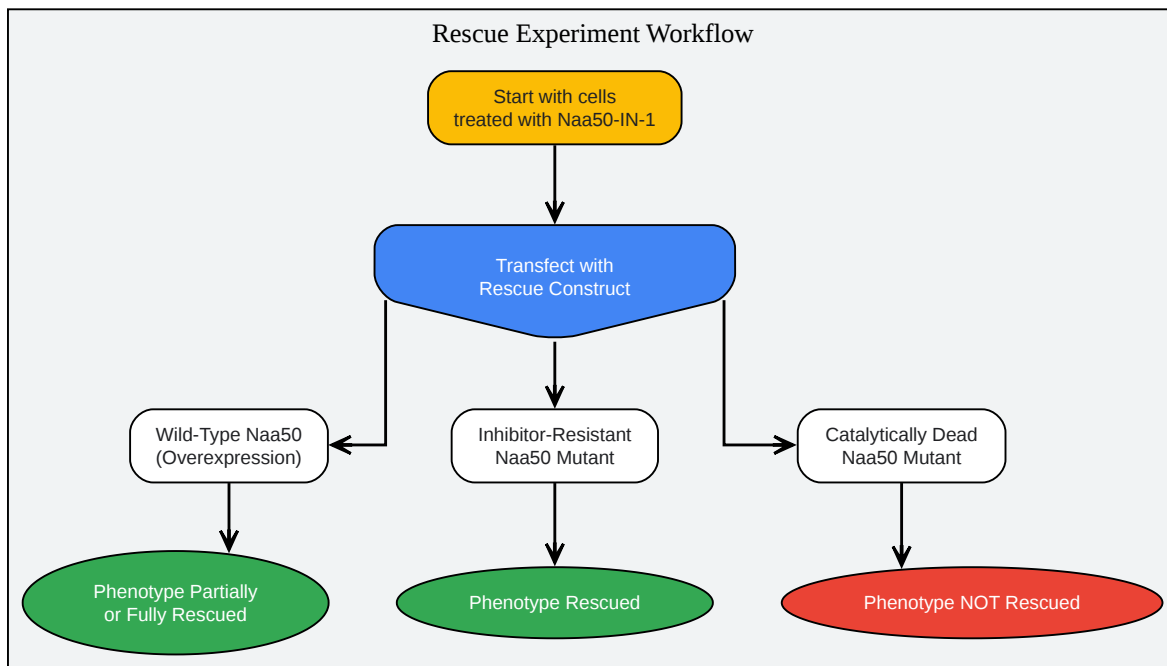 Rescue Experiment Workflow
Start with cells
treated with Naa50-IN-1
Transfect with
Rescue Construct
Wild-Type Naa50
(Overexpression)
Inhibitor-Resistant
Naa50 Mutant
Catalytically Dead
Naa50 Mutant
Phenotype Partially
or Fully Rescued
Phenotype Rescued
Phenotype NOT Rescued